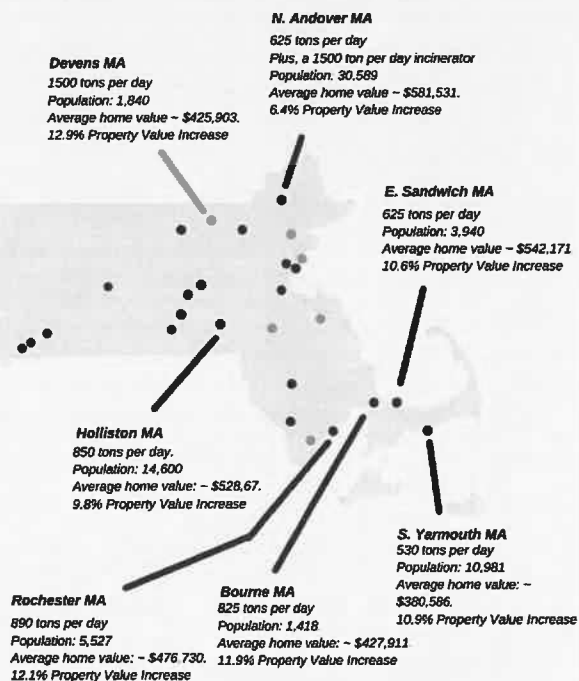 N. Andover MA
625 tons per day
Plus, a 1500 ton per day incinerator
Population. 30,589
Average home value ~ $581,531.
6.4% Property Value Increase
Devens MA
1500 tons per day
Population: 1,840
Average home value ~ $425,903.
12.9% Property Value Increase
E. Sandwich MA
625 tons per day
Population: 3,940
Average home value ~ $542,171
10.6% Property Value Increase
Holliston MA
850 tons per day.
Population: 14,600
Average home value: ~ $528,67.
9.8% Property Value Increase
S. Yarmouth MA
530 tons per day
Population: 10,981
Average home value: ~
$380,586.
10.9% Property Value Increase
Rochester MA
890 tons per day
Population: 5,527
Average home value: ~ $476,730.
12.1% Property Value Increase
Bourne MA
825 tons per day
Population: 1,418
Average home value: ~ $427,911
11.9% Property Value Increase